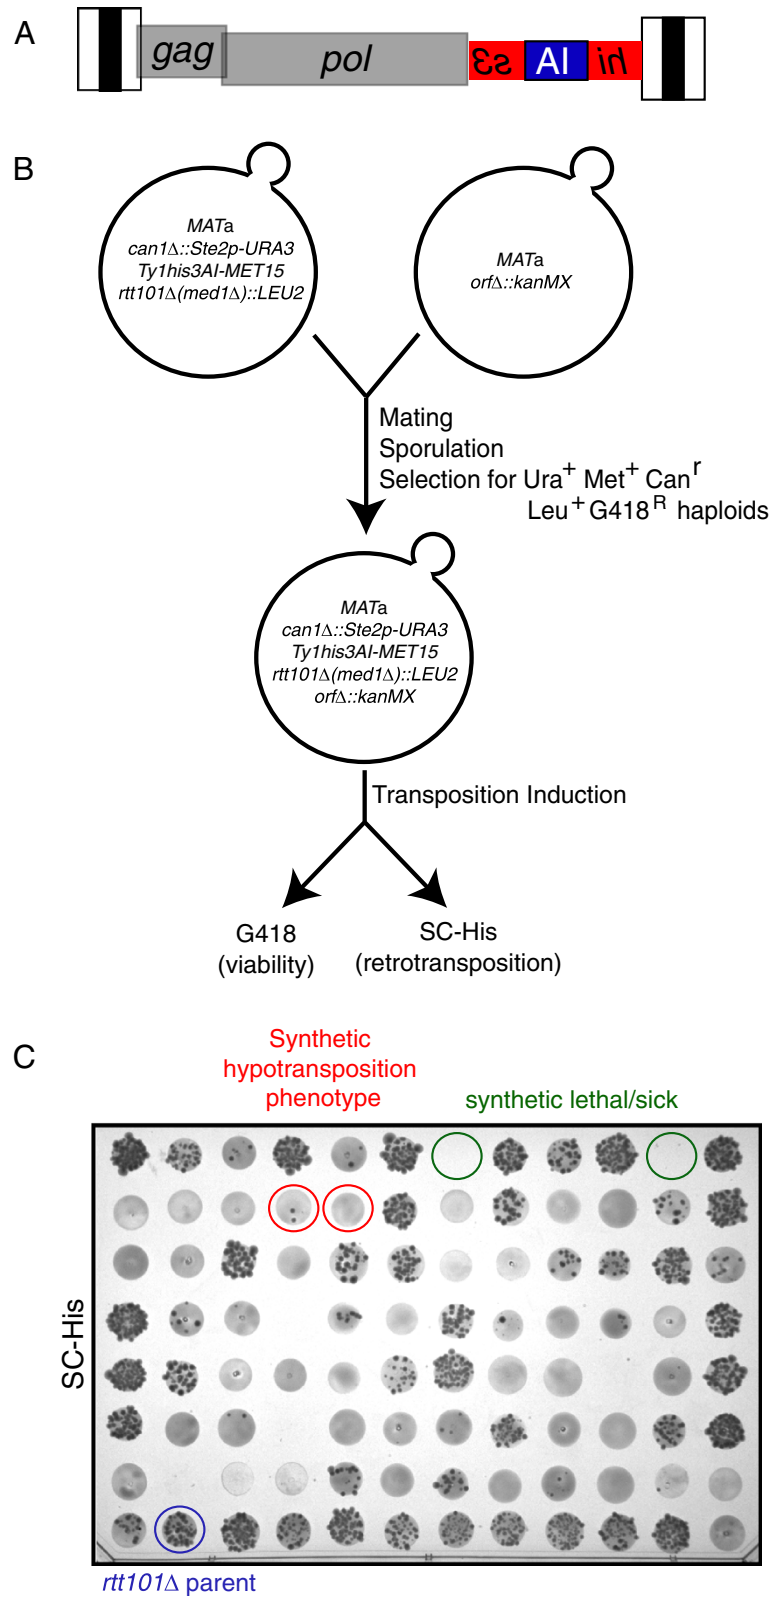 A
gag
pol
s3
AI
hi
B
MATa
can1Δ::Ste2p-URA3
Ty1his3AI-MET15
rtt101Δ(med1Δ)::LEU2
MATa
orfΔ::kanMX
Mating
Sporulation
Selection for Ura+ Met+ Canr
Leu+ G418R haploids
MATa
can1Δ::Ste2p-URA3
Ty1his3AI-MET15
rtt101Δ(med1Δ)::LEU2
orfΔ::kanMX
Transposition Induction
G418
(viability)
SC-His
(retrotransposition)
C
Synthetic
hypotransposition
phenotype
synthetic lethal/sick
SC-His
rtt101Δ parent